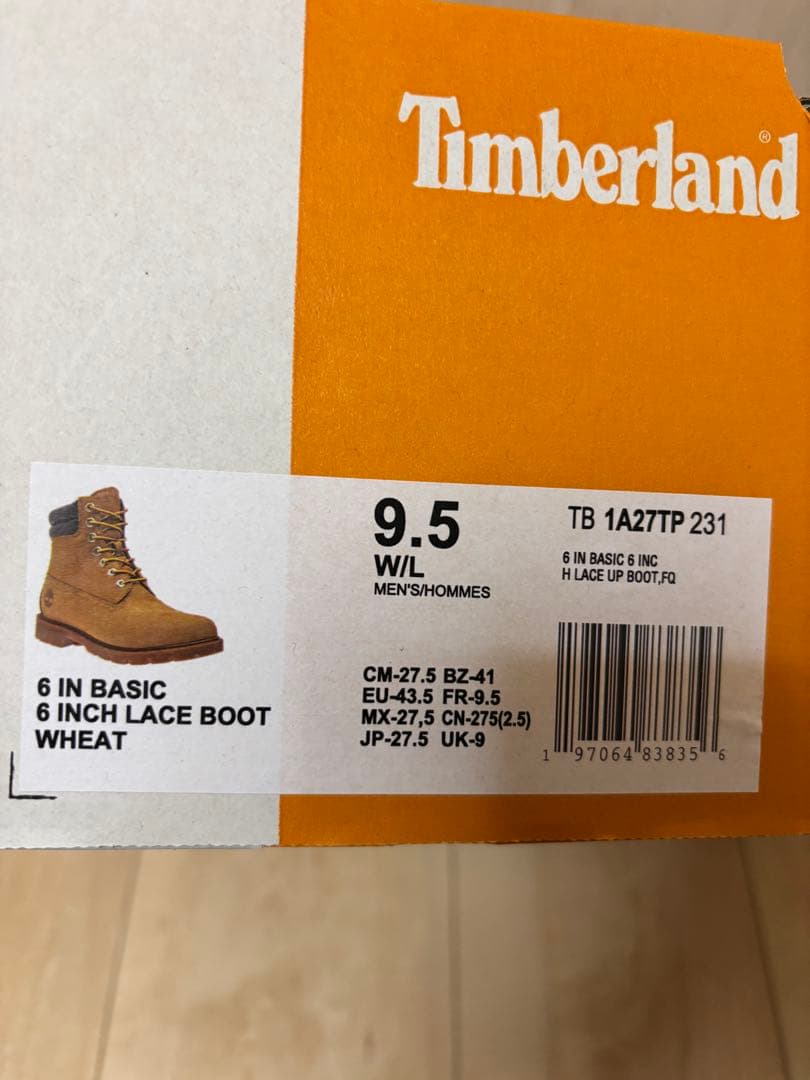 Timberland®
6 IN BASIC
6 INCH LACE BOOT
WHEAT
9.5
W/L
MEN'S/HOMMES
CM-27.5 BZ-41
EU-43.5 FR-9.5
MX-27,5 CN-275(2.5)
JP-27.5 UK-9
TB 1A27TP 231
6 IN BASIC 6 INC
H LACE UP BOOT,FQ
1 97064 83835 6